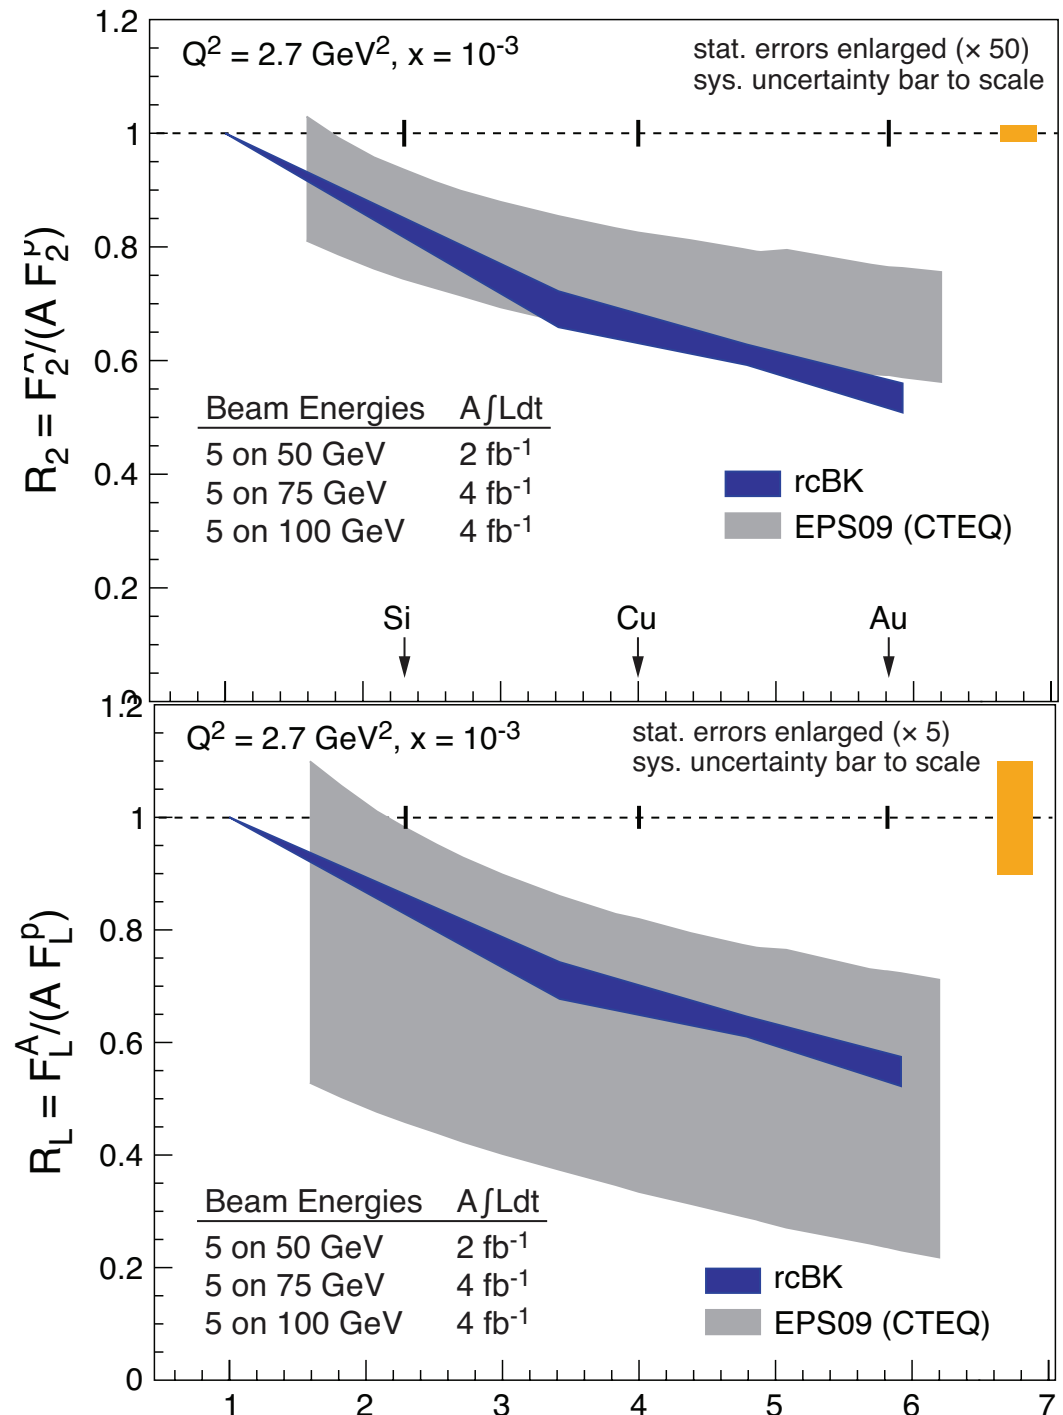 1.2
Q² = 2.7 GeV², x = 10⁻³
stat. errors enlarged (× 50)
sys. uncertainty bar to scale
1
0.8
0.6
0.4
0.2
R₂ = F₂ᴬ/(A F₂ᵖ)
Beam Energies A∫Ldt
5 on 50 GeV 2 fb⁻¹
5 on 75 GeV 4 fb⁻¹
5 on 100 GeV 4 fb⁻¹
rcBK
EPS09 (CTEQ)
Si Cu Au
1.2
Q² = 2.7 GeV², x = 10⁻³
stat. errors enlarged (× 5)
sys. uncertainty bar to scale
1
0.8
0.6
0.4
0.2
0
R_L = F_L^A/(A F_L^p)
Beam Energies A∫Ldt
5 on 50 GeV 2 fb⁻¹
5 on 75 GeV 4 fb⁻¹
5 on 100 GeV 4 fb⁻¹
rcBK
EPS09 (CTEQ)
1 2 3 4 5 6 7